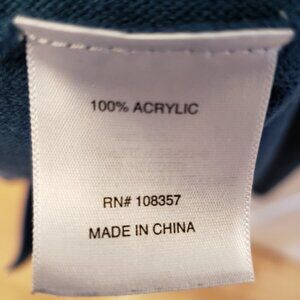 100% ACRYLIC
RN# 108357
MADE IN CHINA